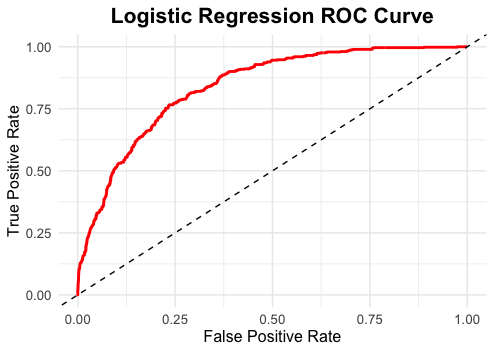 Logistic Regression ROC Curve
True Positive Rate
1.00
0.75
0.50
0.25
0.00
0.00 0.25 0.50 0.75 1.00
False Positive Rate